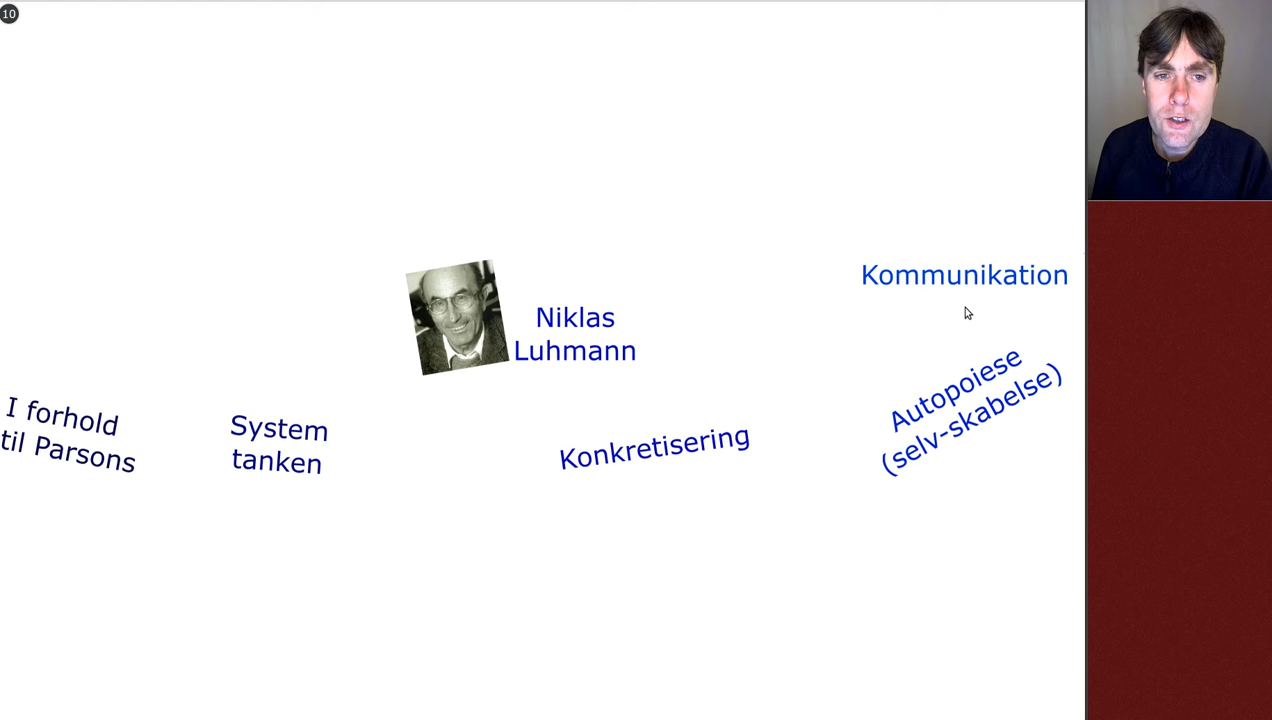 10
Kommunikation
Niklas
Luhmann
Autopoiese
(selv-skabelse)
I forhold
til Parsons
System
tanken
Konkretisering